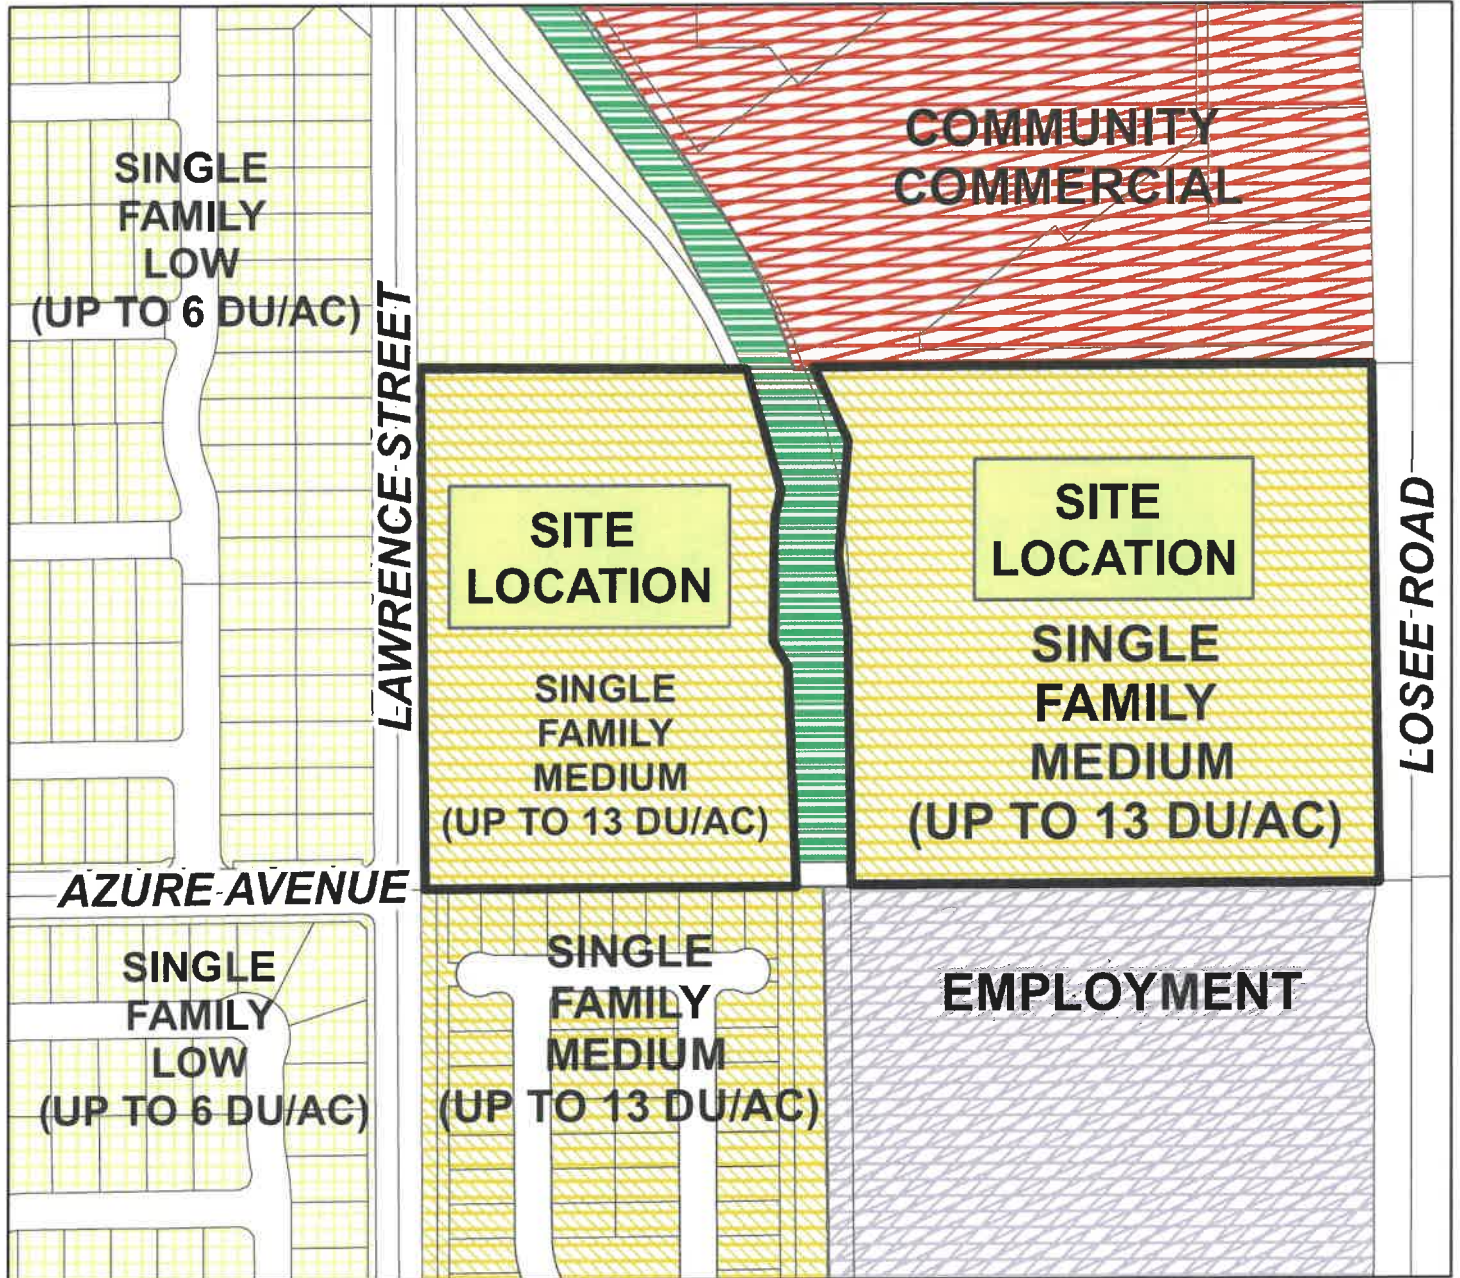 COMMUNITY
COMMERCIAL
SINGLE
FAMILY
LOW
(UP TO 6 DU/AC)
LAWRENCE STREET
SITE
LOCATION
SITE
LOCATION
SINGLE
FAMILY
MEDIUM
(UP TO 13 DU/AC)
SINGLE
FAMILY
MEDIUM
(UP TO 13 DU/AC)
LOSEE ROAD
AZURE AVENUE
SINGLE
FAMILY
LOW
(UP TO 6 DU/AC)
SINGLE
FAMILY
MEDIUM
(UP TO 13 DU/AC)
EMPLOYMENT